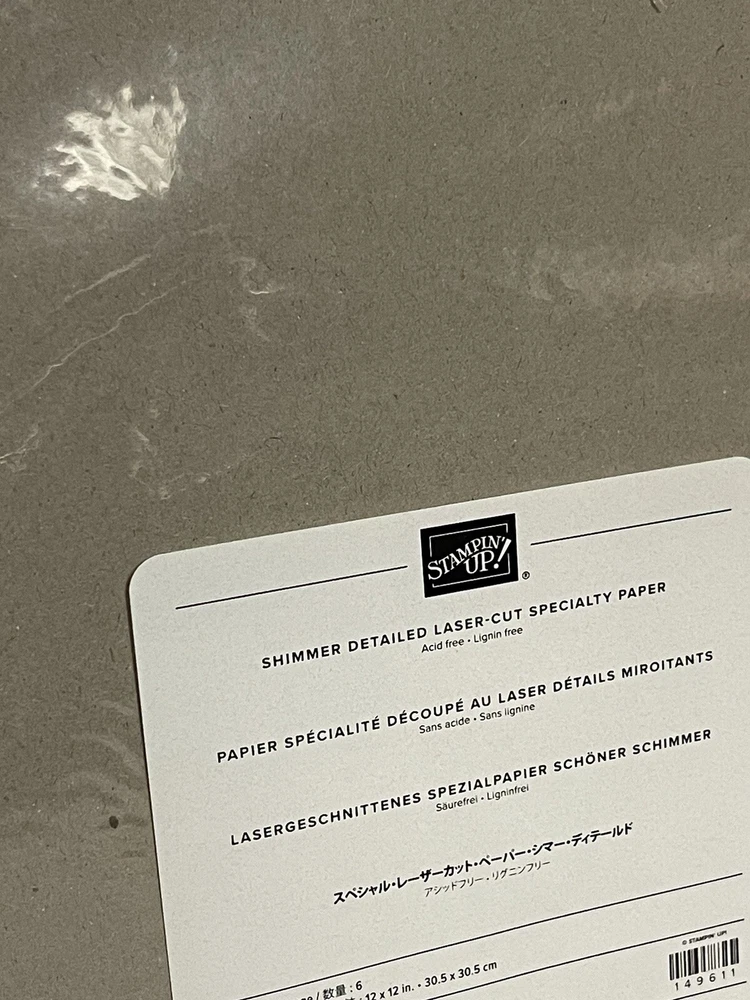 STAMPIN' UP!®
SHIMMER DETAILED LASER-CUT SPECIALTY PAPER
Acid free • Lignin free
PAPIER SPÉCIALITÉ DÉCOUPÉ AU LASER DÉTAILS MIROITANTS
Sans acide • Sans lignine
LASERGESCHNITTENES SPEZIALPAPIER SCHÖNER SCHIMMER
Säurefrei • Ligninfrei
スペシャル・レーザーカット・ペーパー・シマー・ディテールド
アシッドフリー・リグニンフリー
/ 数量 : 6
: 12 x 12 in. • 30.5 x 30.5 cm
© STAMPIN' UP!
149611